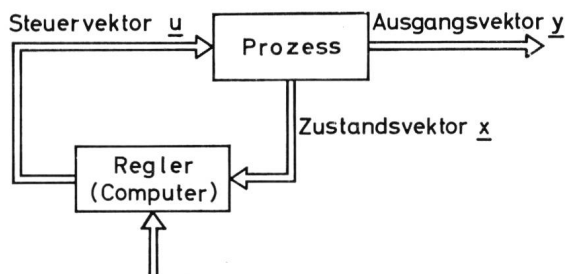 Steuervektor u
Prozess
Ausgangsvektor y
Zustandsvektor x
Regler
(Computer)